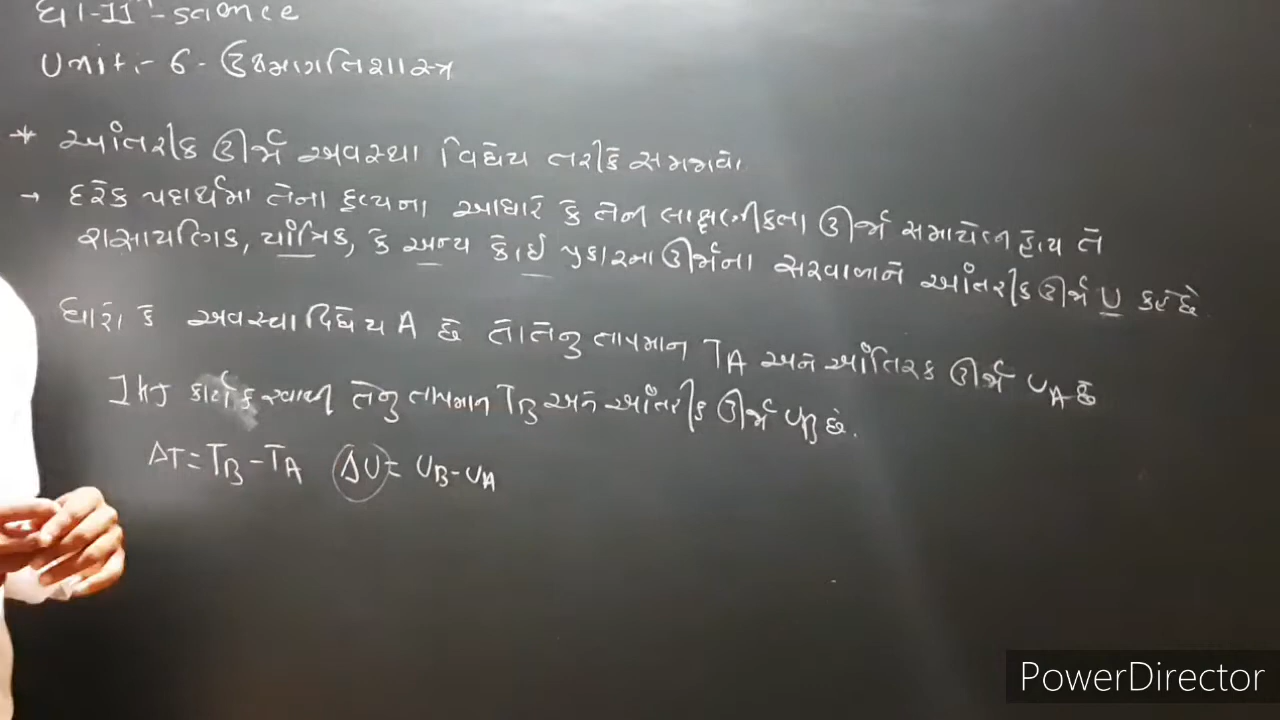 ધો-11 - science
Unit :- 6 - ઉષ્માગતિશાસ્ત્ર
* આંતરીક ઊર્જા અવસ્થા વિધેય તરીકે સમજાવો.
→ દરેક પદાર્થમાં તેના દ્રવ્યના આધારે કે તેન લાક્ષણીકતા ઊર્જા સમાયેલ હોય તે
રાસાયણિક, યાંત્રિક, કે અન્ય કોઈ પ્રકારના ઊર્જાના સરવાળાને આંતરીક ઊર્જા U કહે છે.
ધારો કે અવસ્થા વિધેય A છે તો તેનુ તાપમાન TA અને આંતિરક ઊર્જા UA છે
1kJ કાર્ય કરવાથી તેનુ તાપમાન TB અને આંતરીક ઊર્જા UB છે.
ΔT = TB - TA ΔU = UB - UA
PowerDirector